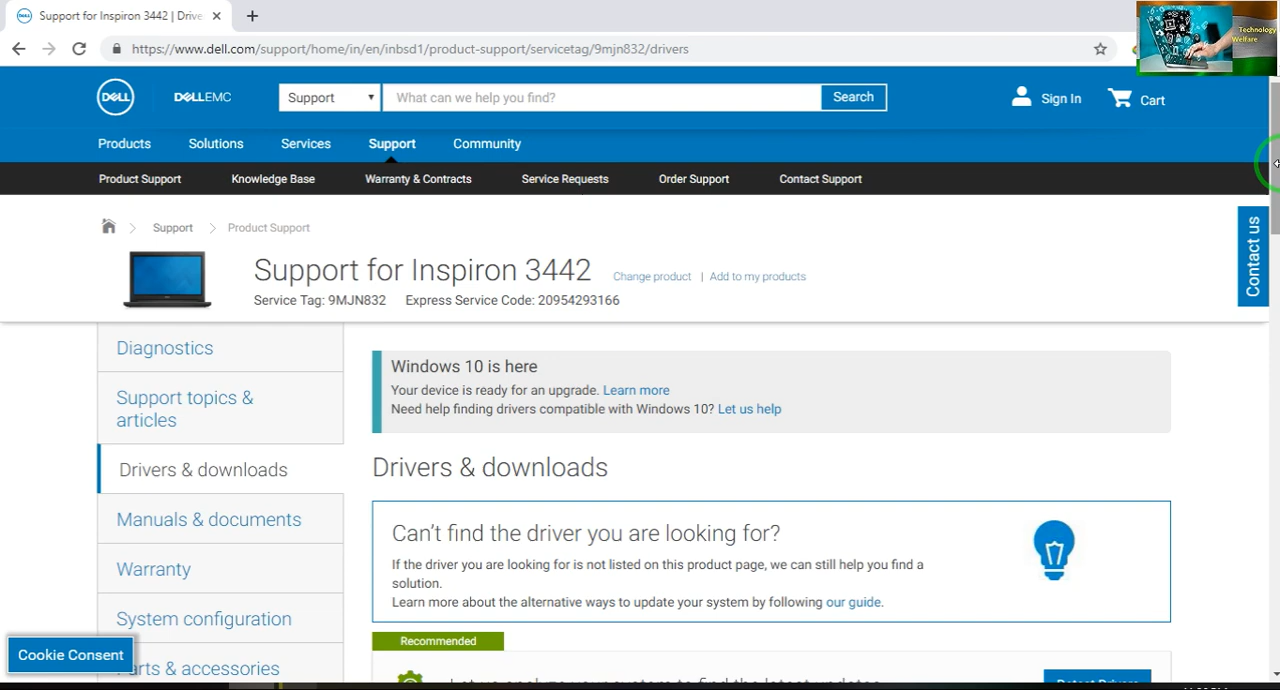 Support for Inspiron 3442 | Drive
https://www.dell.com/support/home/in/en/inbsd1/product-support/servicetag/9mjn832/drivers
Technology
Welfare
DELL
DELLEMC
Support
What can we help you find?
Search
Sign In
Cart
Products
Solutions
Services
Support
Community
Product Support
Knowledge Base
Warranty & Contracts
Service Requests
Order Support
Contact Support
Support
Product Support
Contact us
Support for Inspiron 3442
Change product | Add to my products
Service Tag: 9MJN832
Express Service Code: 20954293166
Diagnostics
Support topics &
articles
Drivers & downloads
Manuals & documents
Warranty
System configuration
Parts & accessories
Cookie Consent
Windows 10 is here
Your device is ready for an upgrade. Learn more
Need help finding drivers compatible with Windows 10? Let us help
Drivers & downloads
Can't find the driver you are looking for?
If the driver you are looking for is not listed on this product page, we can still help you find a
solution.
Learn more about the alternative ways to update your system by following our guide.
Recommended